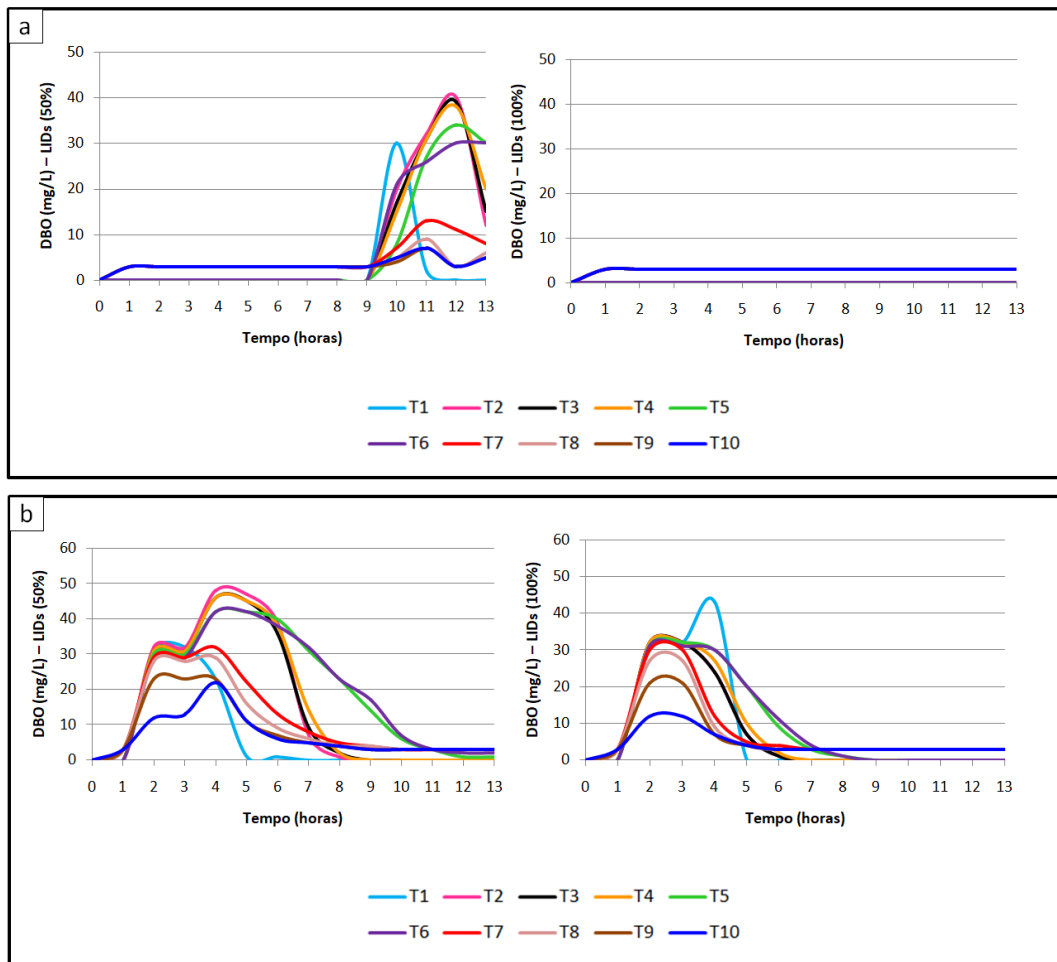 a
DBO (mg/L) – LIDs (50%)
50
40
30
20
10
0
0 1 2 3 4 5 6 7 8 9 10 11 12 13
Tempo (horas)
DBO (mg/L) – LIDs (100%)
50
40
30
20
10
0
0 1 2 3 4 5 6 7 8 9 10 11 12 13
Tempo (horas)
T1 T2 T3 T4 T5
T6 T7 T8 T9 T10
b
DBO (mg/L) – LIDs (50%)
60
50
40
30
20
10
0
0 1 2 3 4 5 6 7 8 9 10 11 12 13
Tempo (horas)
DBO (mg/L) – LIDs (100%)
60
50
40
30
20
10
0
0 1 2 3 4 5 6 7 8 9 10 11 12 13
Tempo (horas)
T1 T2 T3 T4 T5
T6 T7 T8 T9 T10